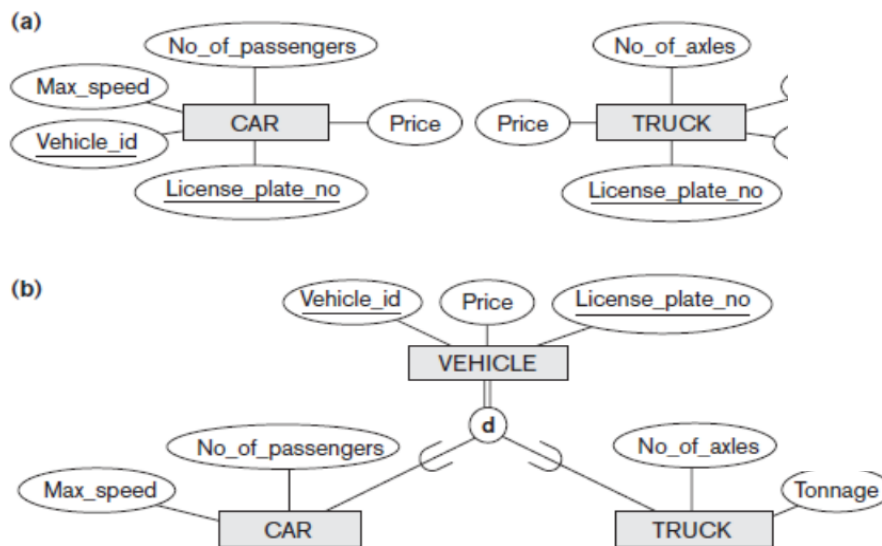 (a)
No_of_passengers
No_of_axles
Max_speed
CAR
Price
Price
TRUCK
Vehicle_id
License_plate_no
License_plate_no
(b)
Vehicle_id
Price
License_plate_no
VEHICLE
d
No_of_passengers
No_of_axles
Max_speed
Tonnage
CAR
TRUCK